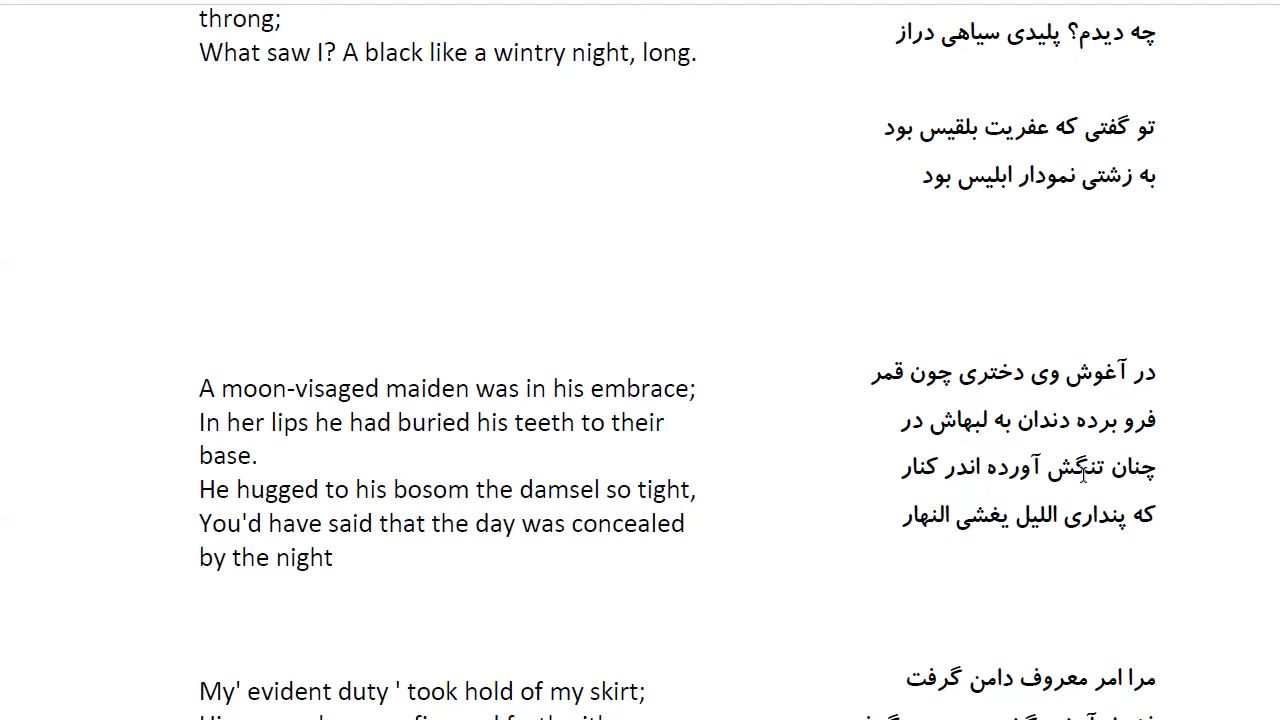 throng;
What saw I? A black like a wintry night, long.
چه دیدم؟ پلیدی سیاهی دراز
تو گفتی که عفریت بلقیس بود
به زشتی نمودار ابلیس بود
A moon-visaged maiden was in his embrace;
In her lips he had buried his teeth to their
base.
He hugged to his bosom the damsel so tight,
You'd have said that the day was concealed
by the night
در آغوش وی دختری چون قمر
فرو برده دندان به لبهاش در
چنان تنگش آورده اندر کنار
که پنداری اللیل یغشی النهار
My' evident duty ' took hold of my skirt;
مرا امر معروف دامن گرفت